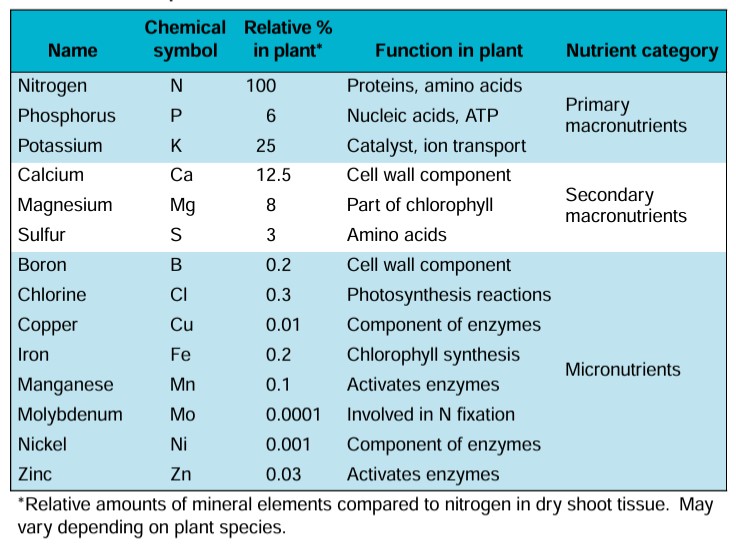 Name Chemical symbol Relative % in plant* Function in plant Nutrient category
Nitrogen N 100 Proteins, amino acids
Phosphorus P 6 Nucleic acids, ATP
Primary macronutrients
Potassium K 25 Catalyst, ion transport
Calcium Ca 12.5 Cell wall component
Magnesium Mg 8 Part of chlorophyll
Secondary macronutrients
Sulfur S 3 Amino acids
Boron B 0.2 Cell wall component
Chlorine Cl 0.3 Photosynthesis reactions
Copper Cu 0.01 Component of enzymes
Iron Fe 0.2 Chlorophyll synthesis
Micronutrients
Manganese Mn 0.1 Activates enzymes
Molybdenum Mo 0.0001 Involved in N fixation
Nickel Ni 0.001 Component of enzymes
Zinc Zn 0.03 Activates enzymes
*Relative amounts of mineral elements compared to nitrogen in dry shoot tissue. May
vary depending on plant species.